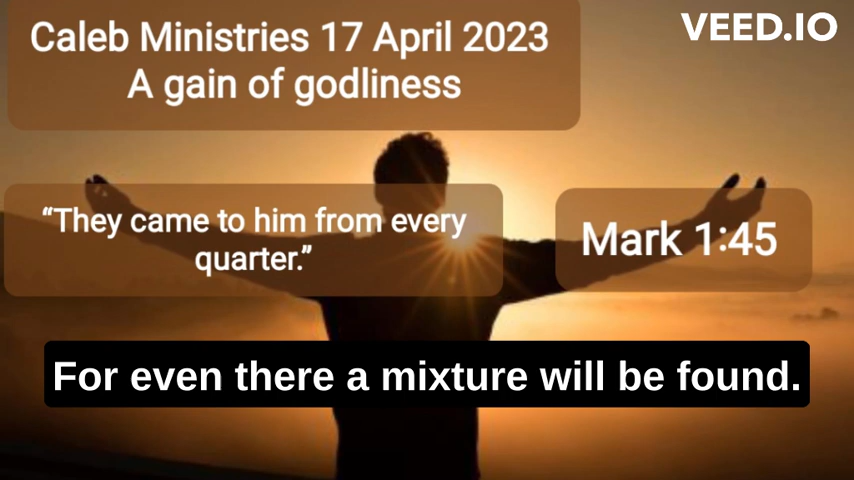 Caleb Ministries 17 April 2023
A gain of godliness
VEED.IO
“They came to him from every
quarter.”
Mark 1:45
For even there a mixture will be found.